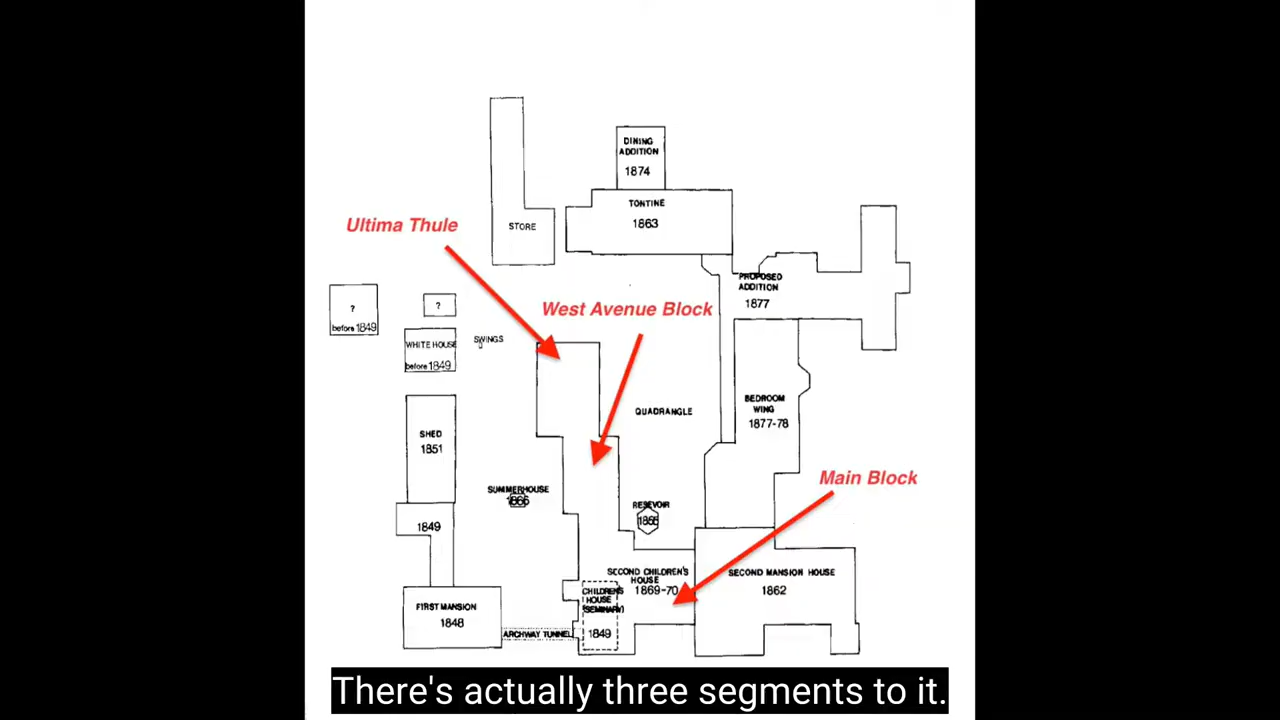 DINING
ADDITION
1874
TONTINE
1863
STORE
Ultima Thule
PROPOSED
ADDITION
1877
West Avenue Block
?
before 1849
?
WHITE HOUSE
before 1849
SWINGS
QUADRANGLE
BEDROOM
WING
1877-78
SHED
1851
Main Block
SUMMERHOUSE
1866
RESEVOIR
1849
SECOND CHILDREN'S
HOUSE
1869-70
SECOND MANSION HOUSE
1862
CHILDREN'S
HOUSE
(SEMINARY)
1849
FIRST MANSION
1848
ARCHWAY TUNNEL
There's actually three segments to it.